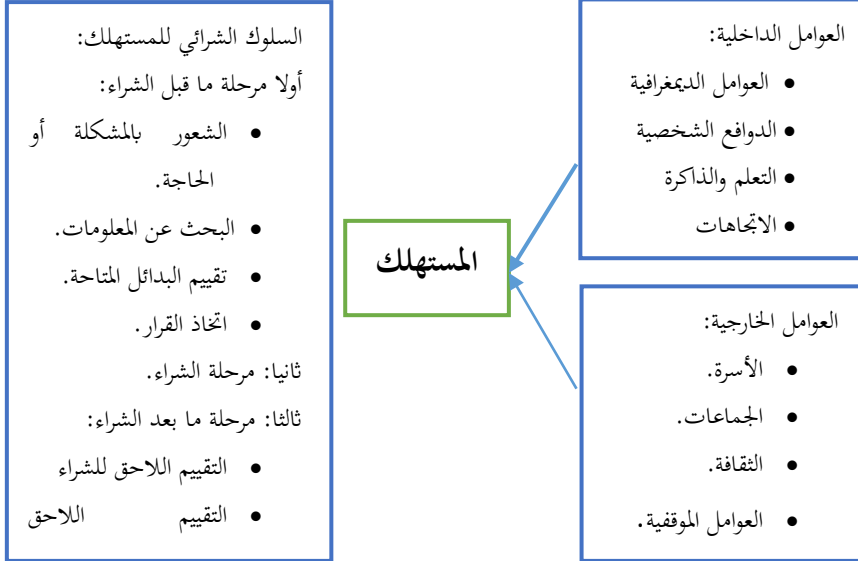 العوامل الداخلية:
• العوامل الديمغرافية
• الدوافع الشخصية
• التعلم والذاكرة
• الاتجاهات
العوامل الخارجية:
• الأسرة.
• الجماعات.
• الثقافة.
• العوامل الموقفية.
المستهلك
السلوك الشرائي للمستهلك:
أولا مرحلة ما قبل الشراء:
• الشعور بالمشكلة أو
الحاجة.
• البحث عن المعلومات.
• تقييم البدائل المتاحة.
• اتخاذ القرار.
ثانيا: مرحلة الشراء.
ثالثا: مرحلة ما بعد الشراء:
• التقييم اللاحق للشراء
• التقييم اللاحق